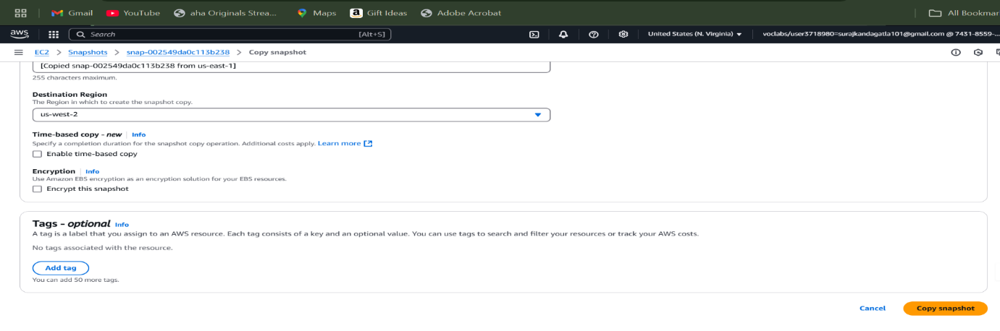 Gmail YouTube aha Originals Strea... Maps a Gift Ideas Adobe Acrobat All Bookmar
aws Search [Alt+S] United States (N. Virginia) voclabs/user3718980=surajkandagatla101@gmail.com @ 7431-8559-...
EC2 > Snapshots > snap-002549da0c113b238 > Copy snapshot
[Copied snap-002549da0c113b238 from us-east-1]
255 characters maximum.
Destination Region
The Region in which to create the snapshot copy.
us-west-2
Time-based copy - new | Info
Specify a completion duration for the snapshot copy operation. Additional costs apply. Learn more
Enable time-based copy
Encryption | Info
Use Amazon EBS encryption as an encryption solution for your EBS resources.
Encrypt this snapshot
Tags - optional Info
A tag is a label that you assign to an AWS resource. Each tag consists of a key and an optional value. You can use tags to search and filter your resources or track your AWS costs.
No tags associated with the resource.
Add tag
You can add 50 more tags.
Cancel Copy snapshot